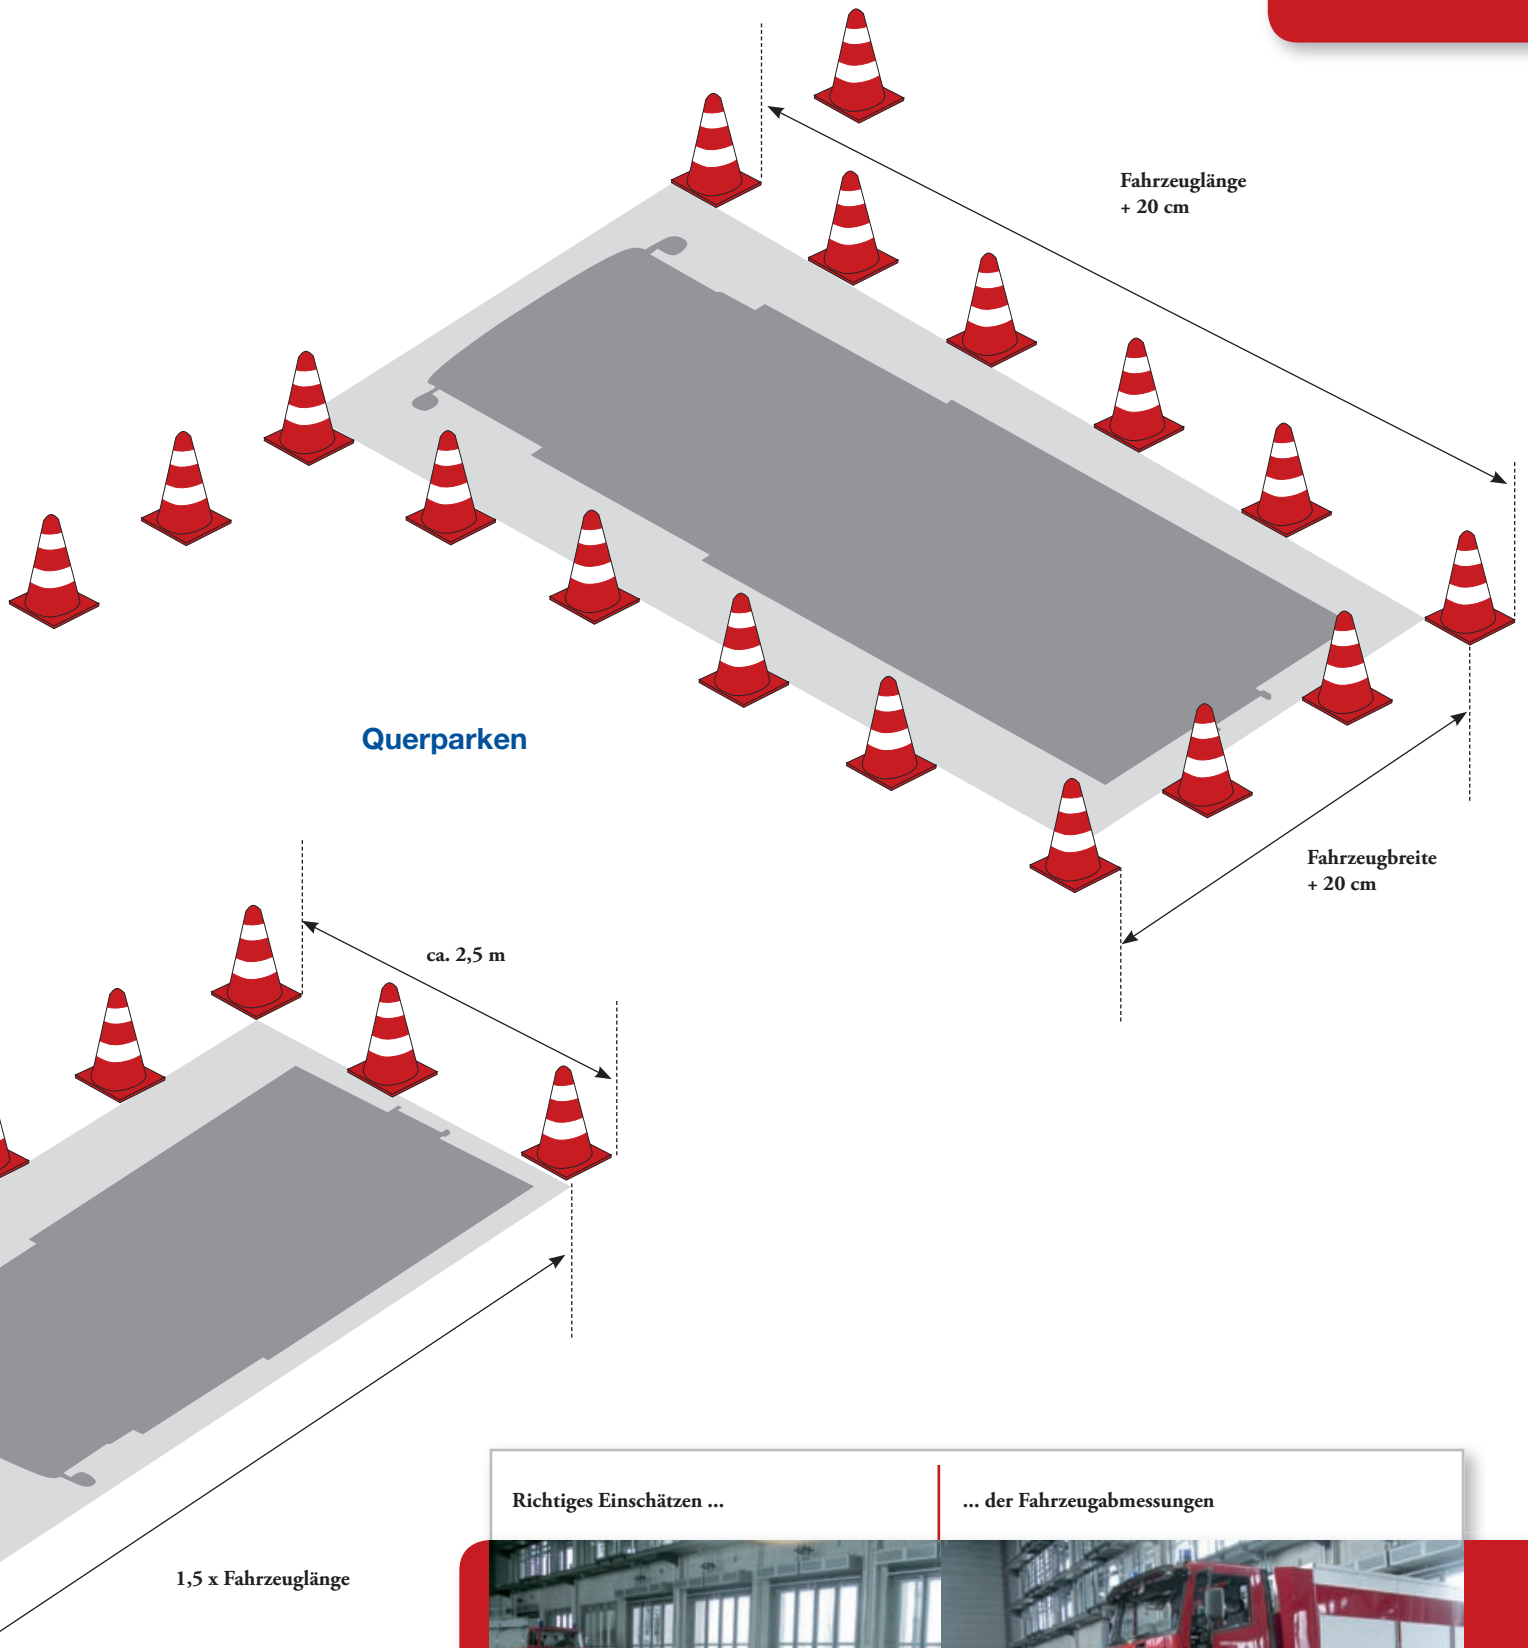 Fahrzeuglänge
+ 20 cm
Querparken
Fahrzeugbreite
+ 20 cm
ca. 2,5 m
1,5 x Fahrzeuglänge
Richtiges Einschätzen ...
... der Fahrzeugabmessungen